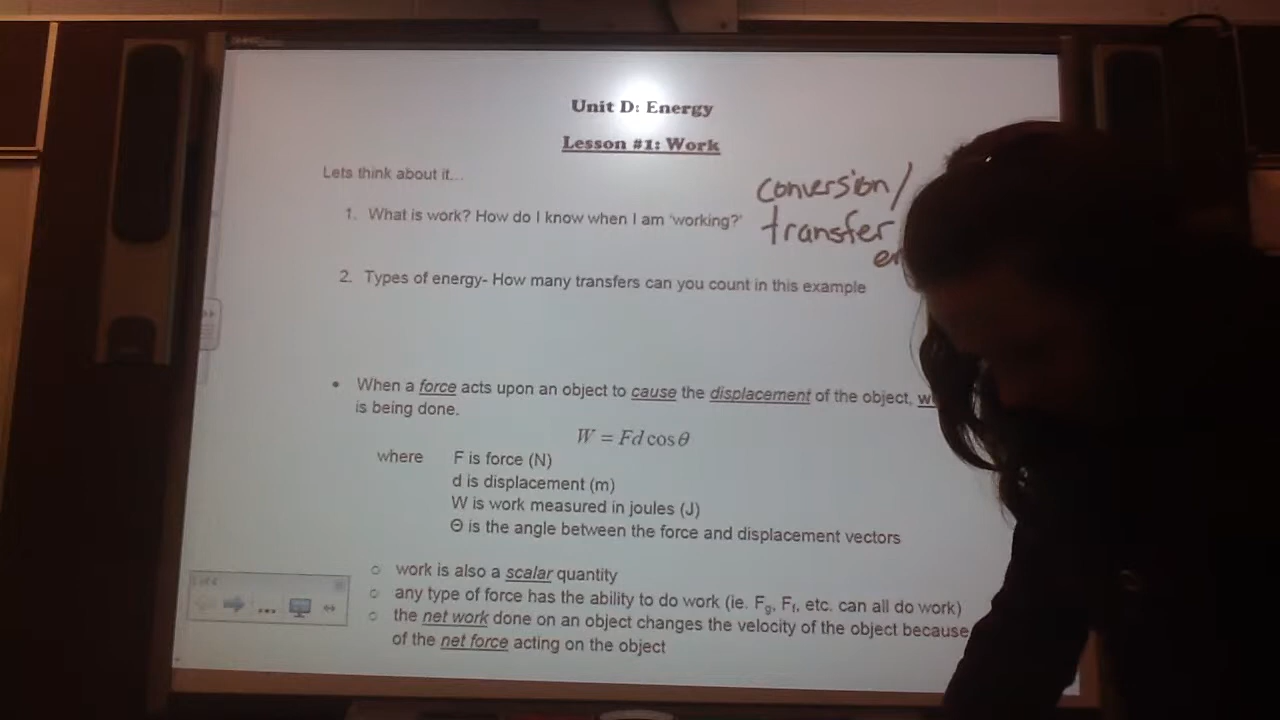 Unit D: Energy
Lesson #1: Work
Lets think about it...
1. What is work? How do I know when I am 'working?'
conversion/
transfer
2. Types of energy- How many transfers can you count in this example
• When a force acts upon an object to cause the displacement of the object,
is being done.
W = Fd cosθ
where F is force (N)
d is displacement (m)
W is work measured in joules (J)
Θ is the angle between the force and displacement vectors
○ work is also a scalar quantity
○ any type of force has the ability to do work (ie. Fg, Ff, etc. can all do work)
○ the net work done on an object changes the velocity of the object because
of the net force acting on the object